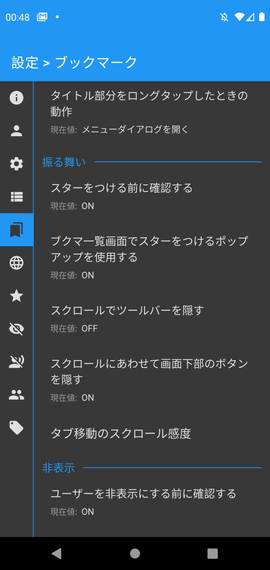 00:48
設定 > ブックマーク
タイトル部分をロングタップしたときの
動作
現在値: メニューダイアログを開く
振る舞い
スターをつける前に確認する
現在値: ON
ブクマ一覧画面でスターをつけるポップ
アップを使用する
現在値: ON
スクロールでツールバーを隠す
現在値: OFF
スクロールにあわせて画面下部のボタン
を隠す
現在値: ON
タブ移動のスクロール感度
非表示
ユーザーを非表示にする前に確認する
現在値: ON